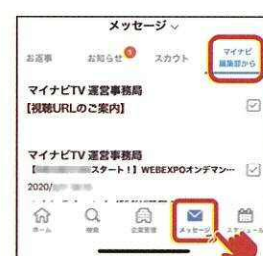 メッセージ
お返事
お知らせ
スカウト
マイナビ
編集部から
マイナビTV 運営事務局
【視聴URLのご案内】
マイナビTV 運営事務局
スタート！】WEBEXPOオンデマン…
2020/
ホーム
検索
企業管理
メッセージ
スケジュール